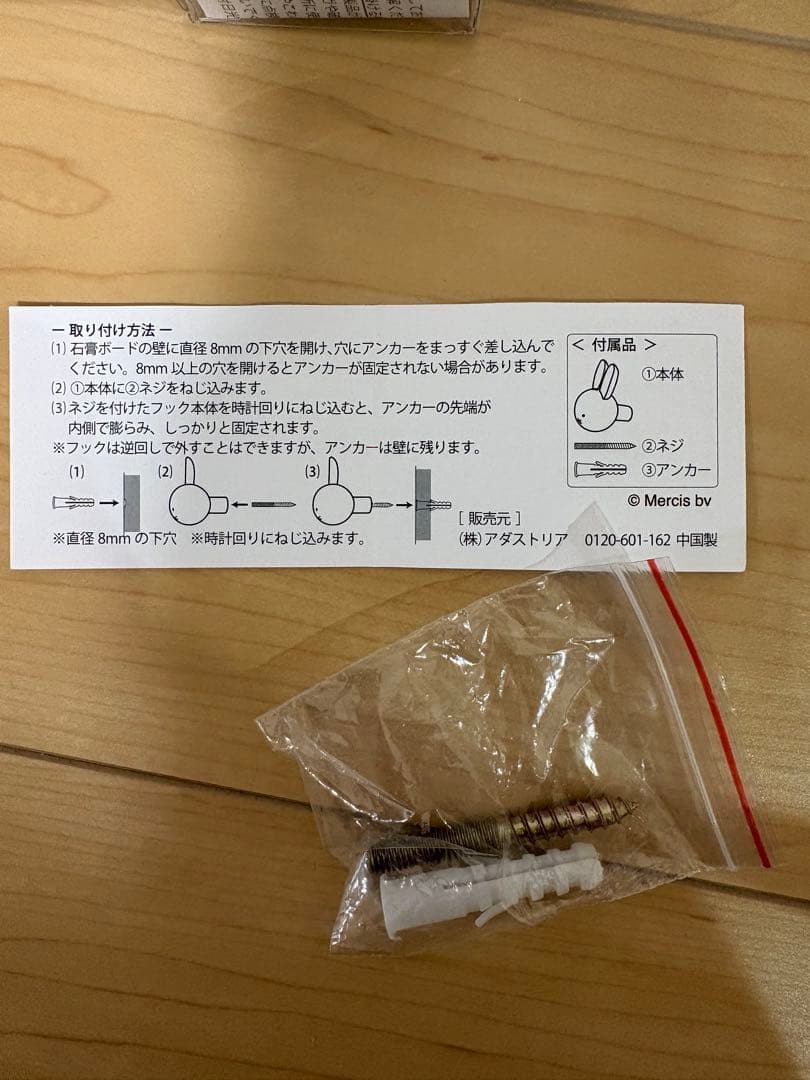 ― 取り付け方法 ―
(1) 石膏ボードの壁に直径 8mm の下穴を開け、穴にアンカーをまっすぐ差し込んで
ください。8mm 以上の穴を開けるとアンカーが固定されない場合があります。
(2) ①本体に②ネジをねじ込みます。
(3) ネジを付けたフック本体を時計回りにねじ込むと、アンカーの先端が
内側で膨らみ、しっかりと固定されます。
※フックは逆回しで外すことはできますが、アンカーは壁に残ります。
(1) (2) (3)
※直径 8mm の下穴 ※時計回りにねじ込みます。
＜ 付属品 ＞
①本体
②ネジ
③アンカー
© Mercis bv
[ 販売元 ]
(株) アダストリア 0120-601-162 中国製